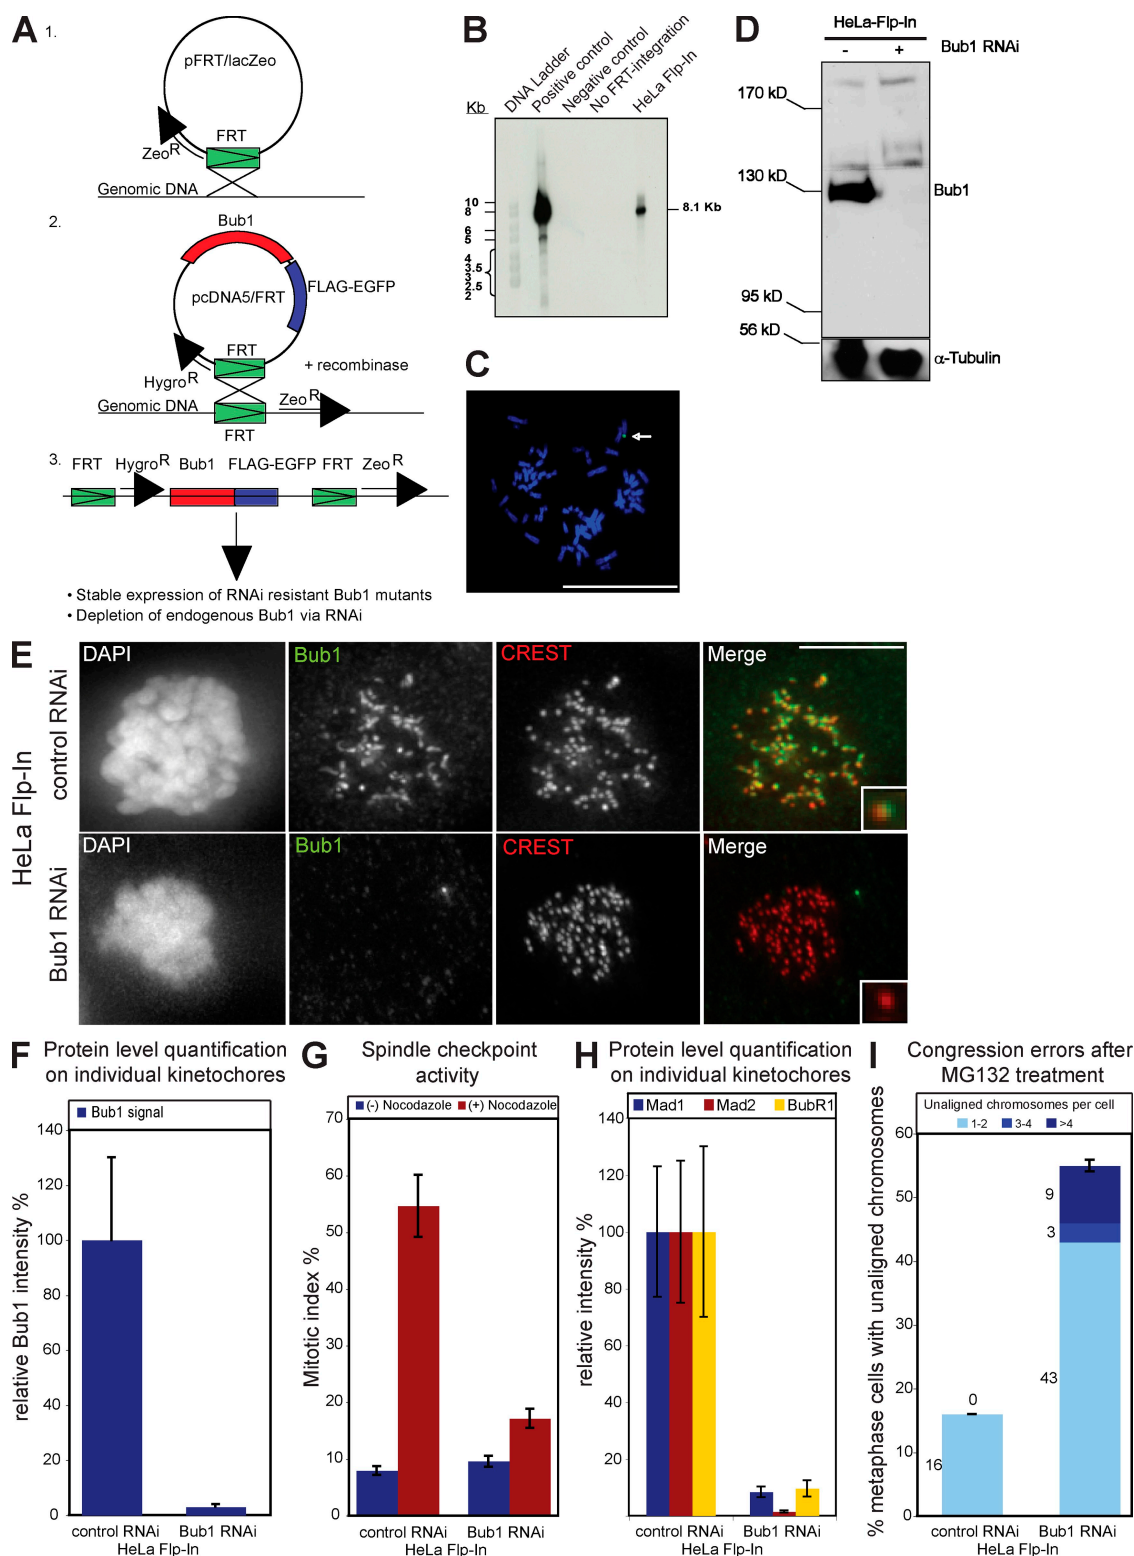 A
1.
pFRT/lacZeo
FRT
ZeoR
Genomic DNA
2.
Bub1
FLAG-EGFP
pcDNA5/FRT
FRT
+ recombinase
HygroR
ZeoR
Genomic DNA
FRT
3.
FRT HygroR Bub1 FLAG-EGFP FRT ZeoR
• Stable expression of RNAi resistant Bub1 mutants
• Depletion of endogenous Bub1 via RNAi
B
Kb
DNA Ladder
Positive control
Negative control
No FRT-integration
HeLa Flp-In
10
8
6
5
4
3.5
3
2.5
2
8.1 Kb
C
D
HeLa-Flp-In
- + Bub1 RNAi
170 kD
130 kD
Bub1
95 kD
56 kD
α-Tubulin
E
HeLa Flp-In
control RNAi
DAPI Bub1 CREST Merge
Bub1 RNAi
DAPI Bub1 CREST Merge
F
Protein level quantification
on individual kinetochores
Bub1 signal
relative Bub1 intensity %
140
120
100
80
60
40
20
0
control RNAi Bub1 RNAi
HeLa Flp-In
G
Spindle checkpoint
activity
(-) Nocodazole (+) Nocodazole
Mitotic index %
70
60
50
40
30
20
10
0
control RNAi Bub1 RNAi
HeLa Flp-In
H
Protein level quantification
on individual kinetochores
Mad1 Mad2 BubR1
relative intensity %
140
120
100
80
60
40
20
0
control RNAi Bub1 RNAi
HeLa Flp-In
I
Congression errors after
MG132 treatment
Unaligned chromosomes per cell
1-2 3-4 >4
% metaphase cells with unaligned chromosomes
60
50
40
30
20
10
0
0
16
9
3
43
control RNAi Bub1 RNAi
HeLa Flp-In